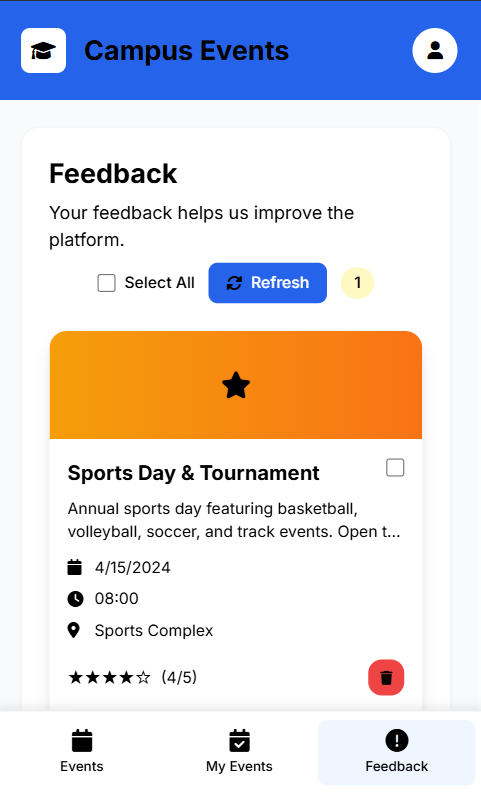 Campus Events
Feedback
Your feedback helps us improve the
platform.
Select All
Refresh
1
Sports Day & Tournament
Annual sports day featuring basketball,
volleyball, soccer, and track events. Open t...
4/15/2024
08:00
Sports Complex
★★★★☆ (4/5)
Events
My Events
Feedback